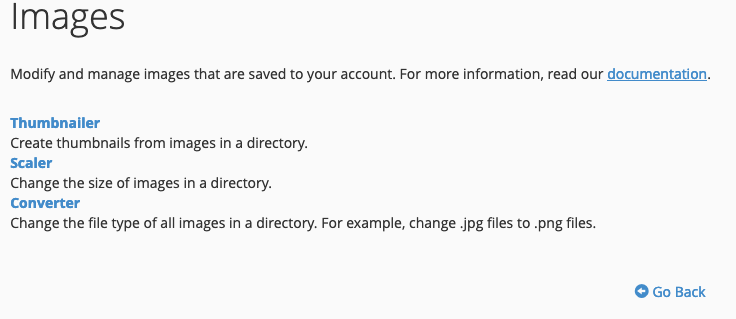 Images
Modify and manage images that are saved to your account. For more information, read our documentation.
Thumbnailer
Create thumbnails from images in a directory.
Scaler
Change the size of images in a directory.
Converter
Change the file type of all images in a directory. For example, change .jpg files to .png files.
Go Back